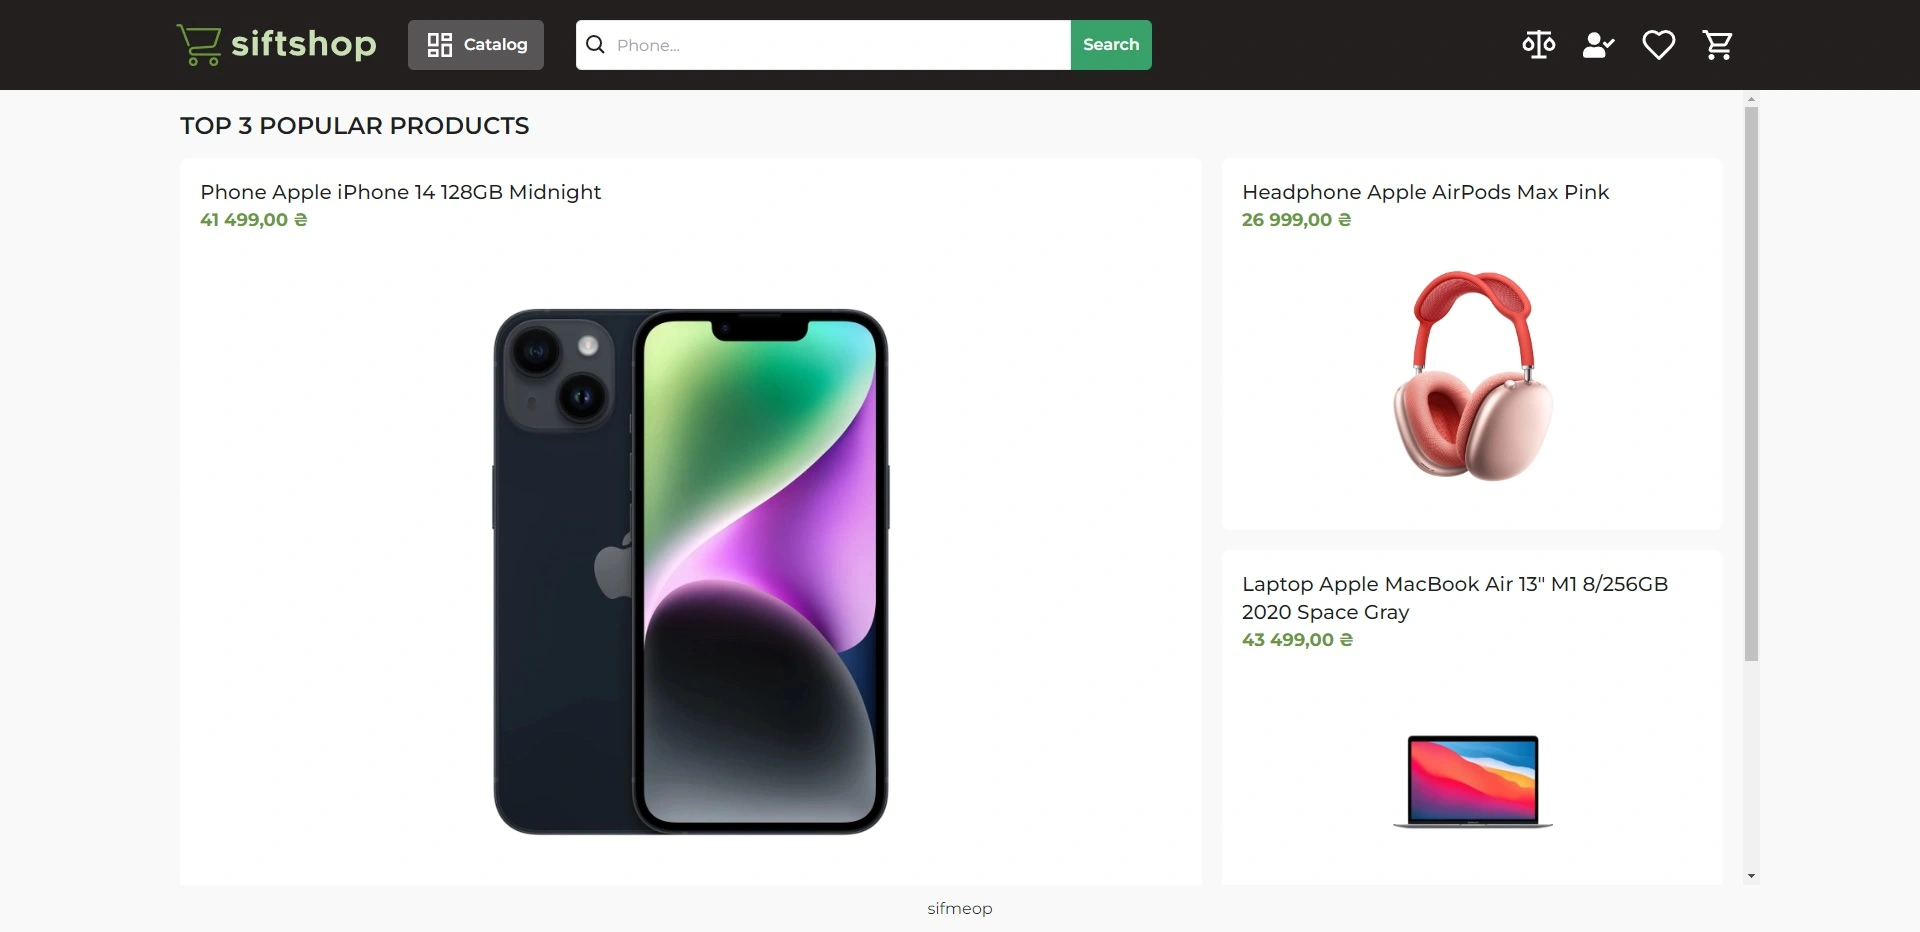 siftshop
Catalog
Phone...
Search
TOP 3 POPULAR PRODUCTS
Phone Apple iPhone 14 128GB Midnight
41 499,00 ₴
Headphone Apple AirPods Max Pink
26 999,00 ₴
Laptop Apple MacBook Air 13" M1 8/256GB
2020 Space Gray
43 499,00 ₴
sifmeop